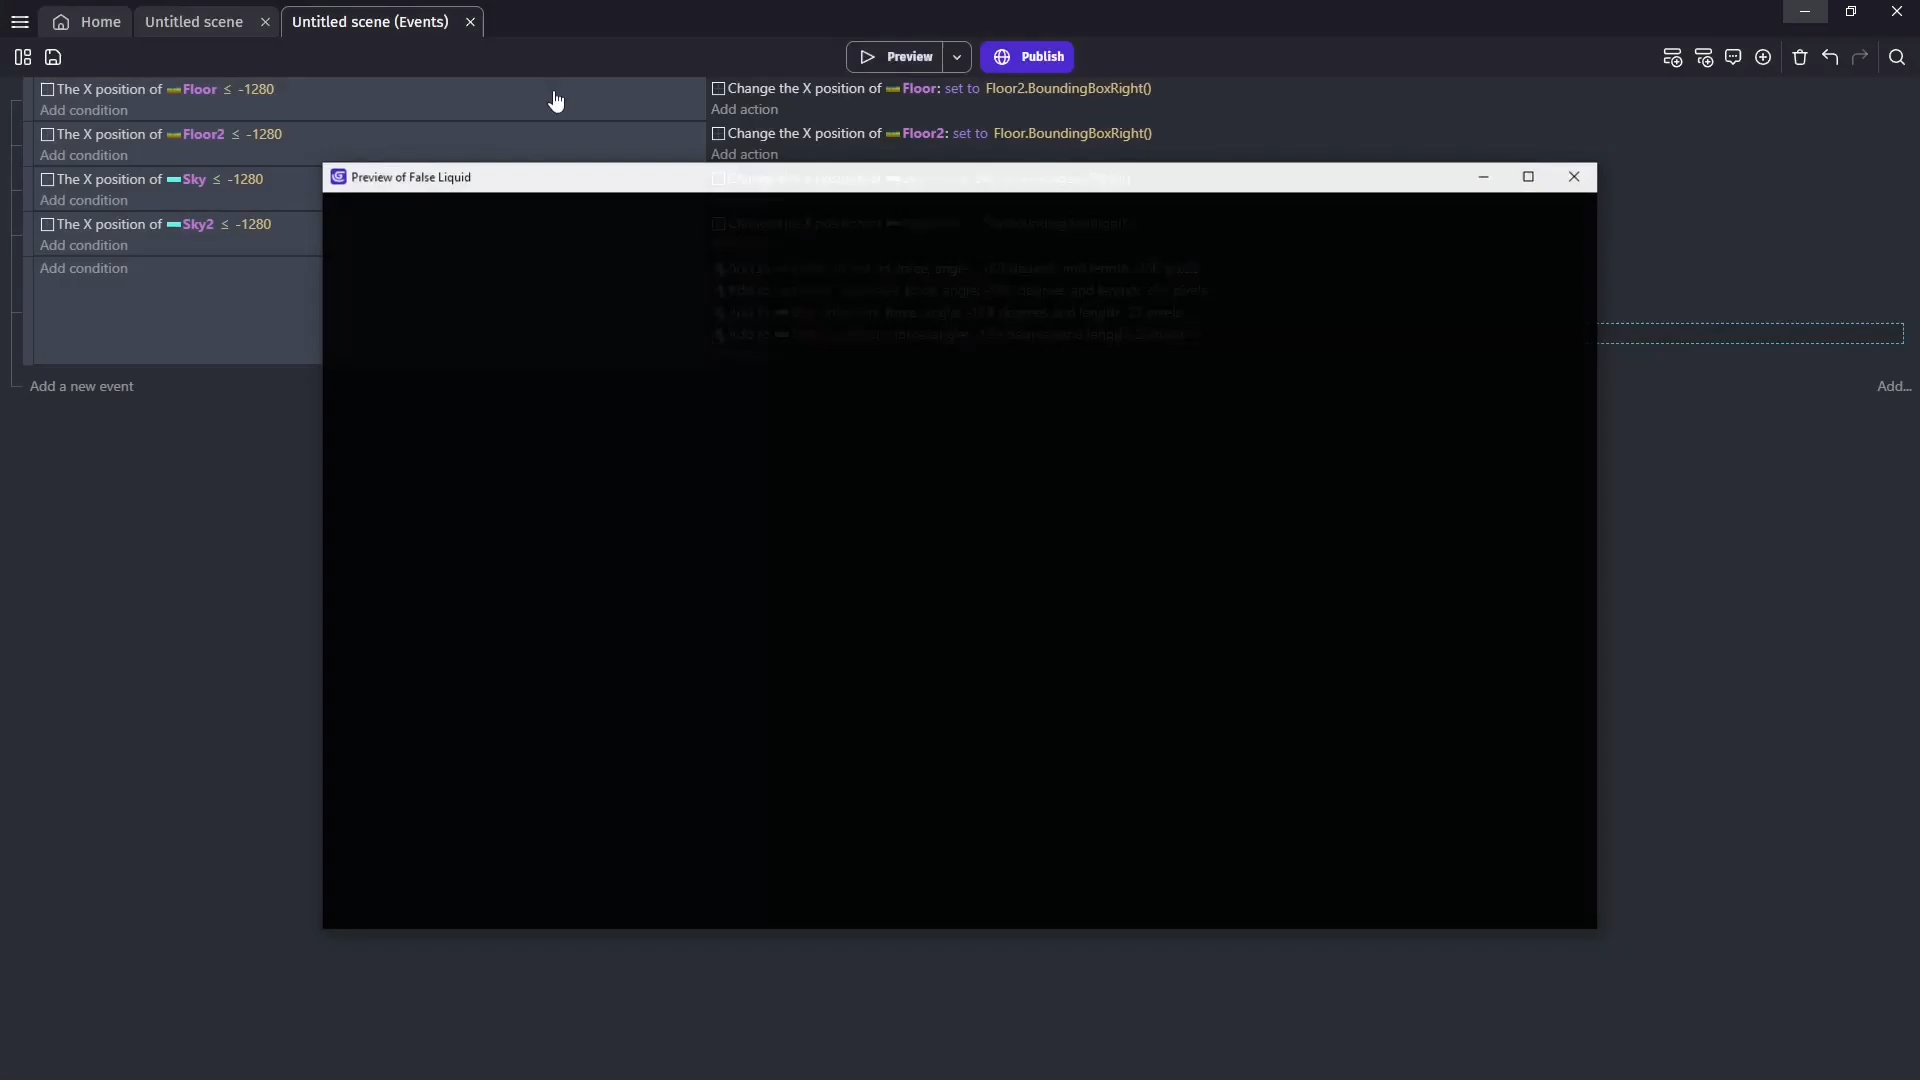 Home
Untitled scene
Untitled scene (Events)
Preview
Publish
The X position of Floor ≤ -1280
Change the X position of Floor: set to Floor2.BoundingBoxRight()
Add condition
Add action
The X position of Floor2 ≤ -1280
Change the X position of Floor2: set to Floor.BoundingBoxRight()
Add condition
Add action
The X position of Sky ≤ -1280
Preview of False Liquid
Add condition
The X position of Sky2 ≤ -1280
Add condition
Add condition
Add a new event
Add...